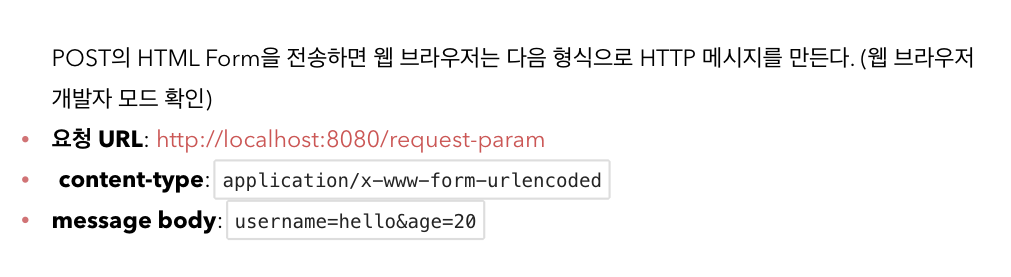 POST의 HTML Form을 전송하면 웹 브라우저는 다음 형식으로 HTTP 메시지를 만든다. (웹 브라우저
개발자 모드 확인)
• 요청 URL: http://localhost:8080/request-param
• content-type: application/x-www-form-urlencoded
• message body: username=hello&age=20